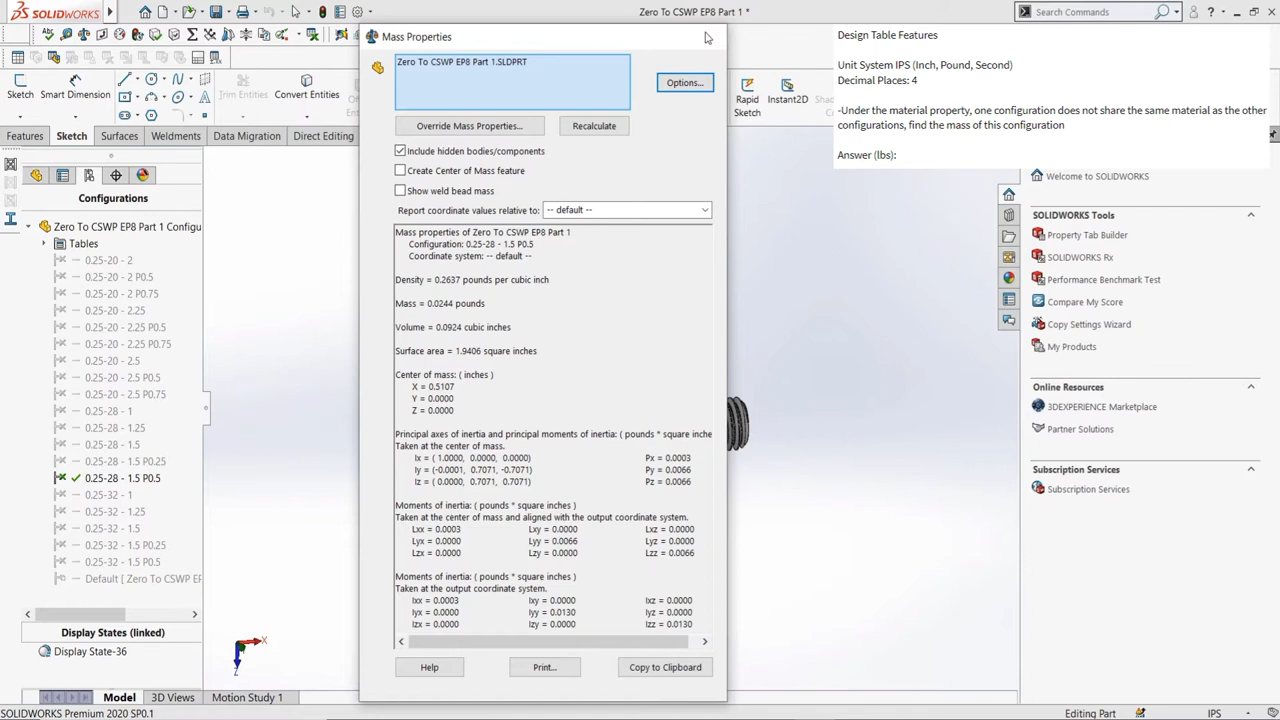 SOLIDWORKS
Zero To CSWP EP8 Part 1 *
Search Commands
Mass Properties
Zero To CSWP EP8 Part 1.SLDPRT
Options...
Override Mass Properties...
Recalculate
Include hidden bodies/components
Create Center of Mass feature
Show weld bead mass
Report coordinate values relative to:
-- default --
Mass properties of Zero To CSWP EP8 Part 1
Configuration: 0.25-28 - 1.5 P0.5
Coordinate system: -- default --
Density = 0.2637 pounds per cubic inch
Mass = 0.0244 pounds
Volume = 0.0924 cubic inches
Surface area = 1.9406 square inches
Center of mass: ( inches )
X = 0.5107
Y = 0.0000
Z = 0.0000
Principal axes of inertia and principal moments of inertia: ( pounds * square inche
Taken at the center of mass.
Ix = ( 1.0000, 0.0000, 0.0000) Px = 0.0003
Iy = (-0.0001, 0.7071, -0.7071) Py = 0.0066
Iz = ( 0.0000, 0.7071, 0.7071) Pz = 0.0066
Moments of inertia: ( pounds * square inches )
Taken at the center of mass and aligned with the output coordinate system.
Lxx = 0.0003 Lxy = 0.0000 Lxz = 0.0000
Lyx = 0.0000 Lyy = 0.0066 Lyz = 0.0000
Lzx = 0.0000 Lzy = 0.0000 Lzz = 0.0066
Moments of inertia: ( pounds * square inches )
Taken at the output coordinate system.
Ixx = 0.0003 Ixy = 0.0000 Ixz = 0.0000
Iyx = 0.0000 Iyy = 0.0130 Iyz = 0.0000
Izx = 0.0000 Izy = 0.0000 Izz = 0.0130
Help
Print...
Copy to Clipboard
Sketch
Smart Dimension
Trim Entities
Convert Entities
Rapid
Sketch
Instant2D
Features
Sketch
Surfaces
Weldments
Data Migration
Direct Editing
Configurations
Zero To CSWP EP8 Part 1 Configu
Tables
0.25-20 - 2
0.25-20 - 2 P0.5
0.25-20 - 2 P0.75
0.25-20 - 2.25
0.25-20 - 2.25 P0.5
0.25-20 - 2.25 P0.75
0.25-20 - 2.5
0.25-20 - 2.5 P0.5
0.25-20 - 2.5 P0.75
0.25-28 - 1
0.25-28 - 1.25
0.25-28 - 1.5
0.25-28 - 1.5 P0.25
0.25-28 - 1.5 P0.5
0.25-32 - 1
0.25-32 - 1.25
0.25-32 - 1.5
0.25-32 - 1.5 P0.25
0.25-32 - 1.5 P0.5
Default [ Zero To CSWP EP8 Part
Display States (linked)
Display State-36
Design Table Features
Unit System IPS (Inch, Pound, Second)
Decimal Places: 4
-Under the material property, one configuration does not share the same material as the other
configurations, find the mass of this configuration
Answer (lbs):
Welcome to SOLIDWORKS
SOLIDWORKS Tools
Property Tab Builder
SOLIDWORKS Rx
Performance Benchmark Test
Compare My Score
Copy Settings Wizard
My Products
Online Resources
3DEXPERIENCE Marketplace
Partner Solutions
Subscription Services
Subscription Services
Z
X
Model
3D Views
Motion Study 1
SOLIDWORKS Premium 2020 SP0.1
Editing Part
IPS